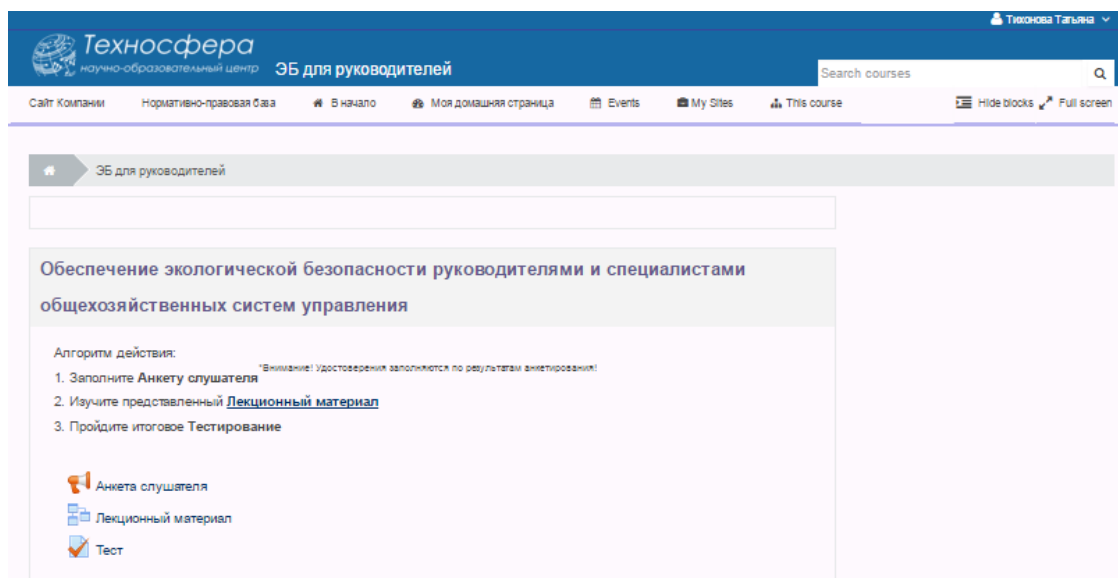 Тихонова Татьяна
Техносфера
научно-образовательный центр
ЭБ для руководителей
Search courses
Сайт Компании Нормативно-правовая база В начало Моя домашняя страница Events My Sites This course Hide blocks Full screen
ЭБ для руководителей
Обеспечение экологической безопасности руководителями и специалистами
общехозяйственных систем управления
Алгоритм действия:
1. Заполните Анкету слушателя *Внимание! Удостоверения заполняются по результатам анкетирования!
2. Изучите представленный Лекционный материал
3. Пройдите итоговое Тестирование
Анкета слушателя
Лекционный материал
Тест